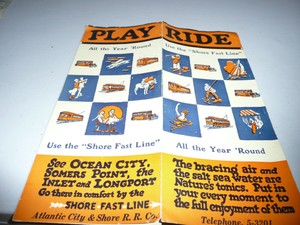 PLAY
All the Year 'Round
Use the "Shore Fast Line"
See OCEAN CITY,
SOMERS POINT, the
INLET and LONGPORT
Go there in comfort by the
SHORE FAST LINE
Atlantic City & Shore R. R. Co.
RIDE
Use the "Shore Fast Line"
All the Year 'Round
The bracing air and
the salt sea water are
Nature's tonics. Put in
your every moment to
the full enjoyment of them
Telephone, 5-3201